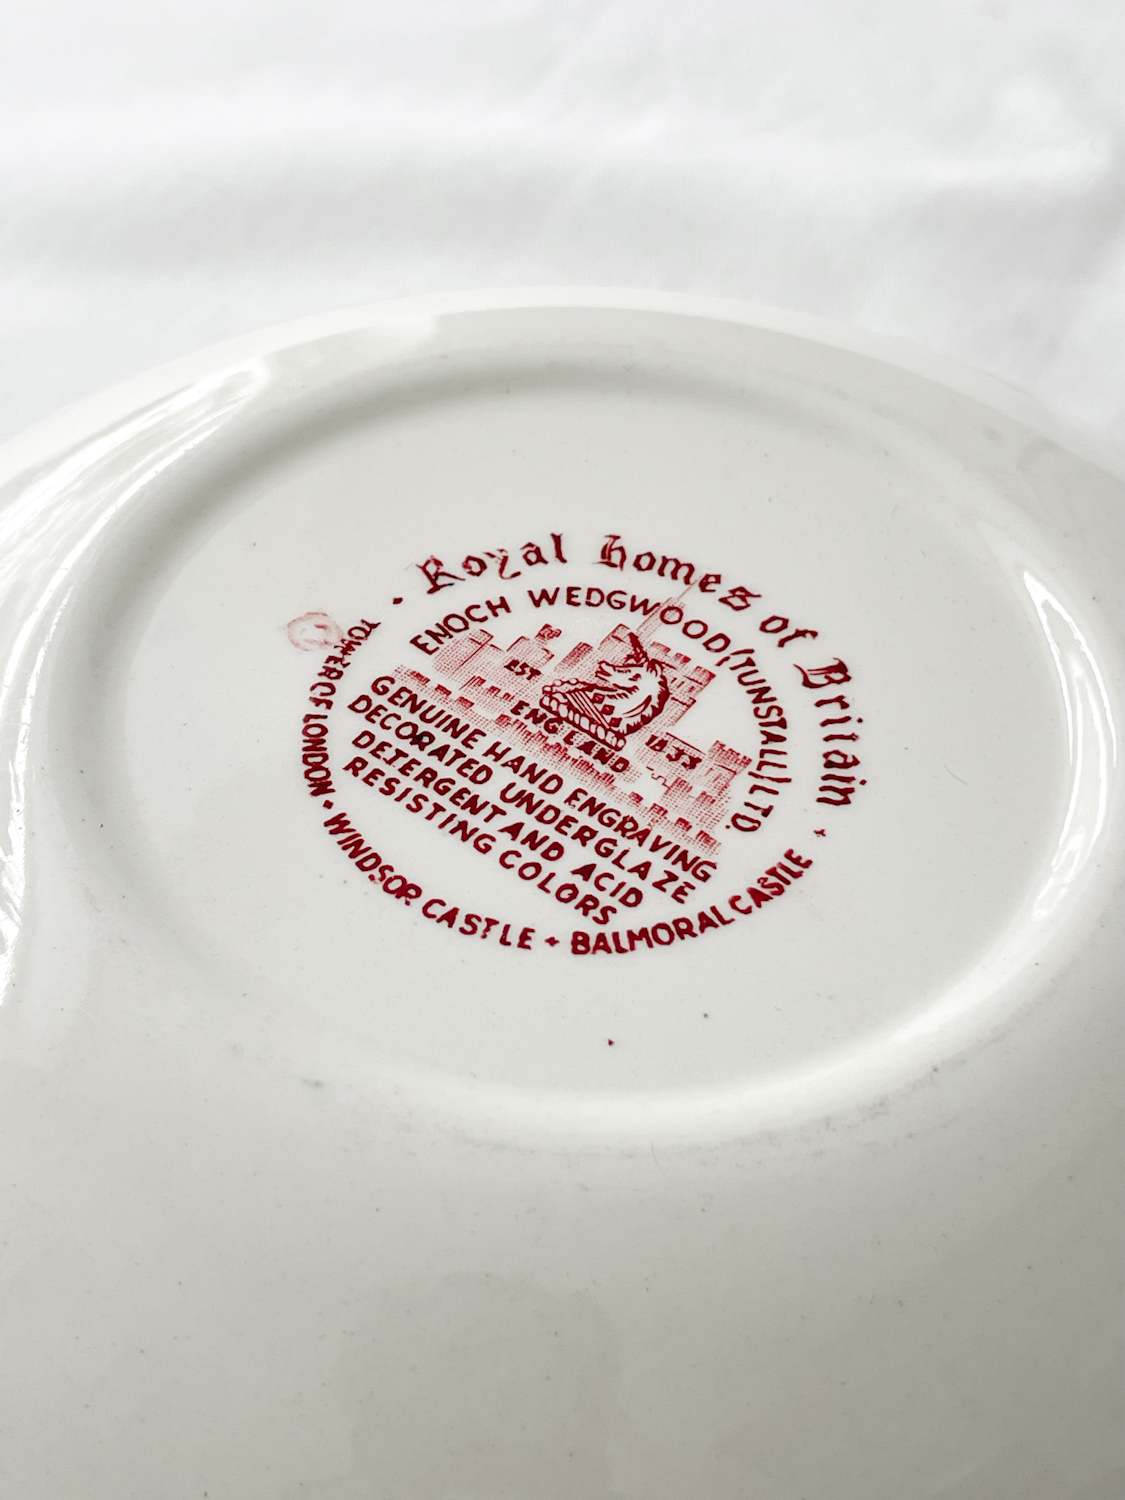 Royal homes of Britain
ENOCH WEDGWOOD (TUNSTALL) LTD.
EST 1835
ENGLAND
GENUINE HAND ENGRAVING
DECORATED UNDERGLAZE
DETERGENT AND ACID
RESISTING COLORS
TOWER OF LONDON • WINDSOR CASTLE • BALMORAL CASTLE